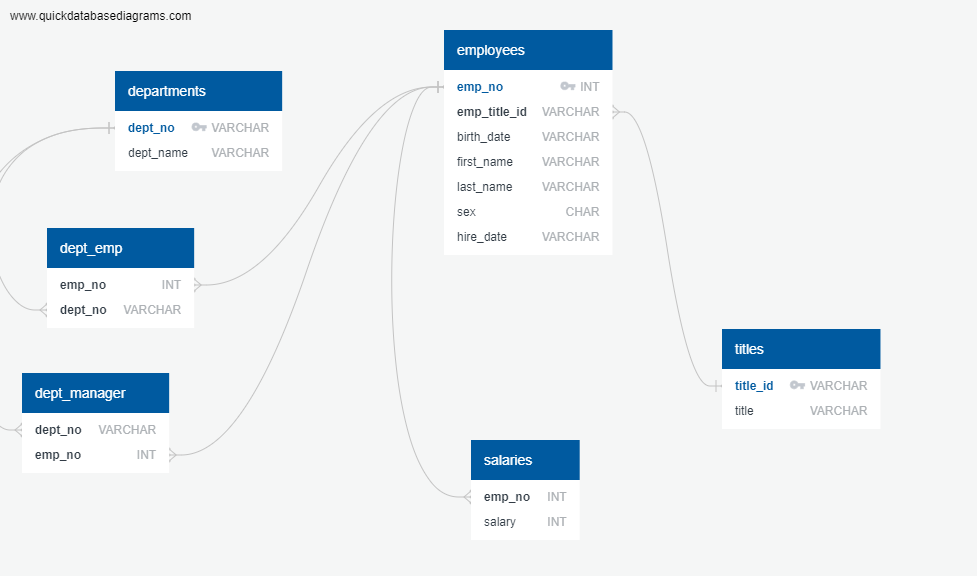 www.quickdatabasediagrams.com
employees
emp_no INT
emp_title_id VARCHAR
birth_date VARCHAR
first_name VARCHAR
last_name VARCHAR
sex CHAR
hire_date VARCHAR
departments
dept_no VARCHAR
dept_name VARCHAR
dept_emp
emp_no INT
dept_no VARCHAR
dept_manager
dept_no VARCHAR
emp_no INT
titles
title_id VARCHAR
title VARCHAR
salaries
emp_no INT
salary INT